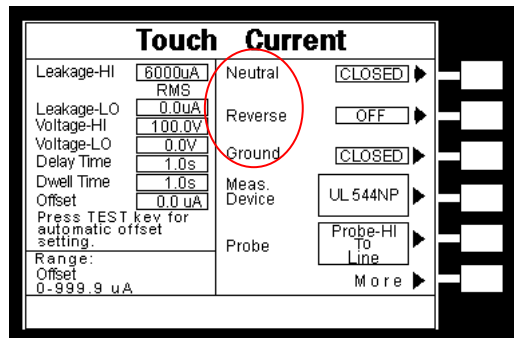 Touch Current
Leakage-HI 6000uA
RMS
Leakage-LO 0.0uA
Voltage-HI 100.0V
Voltage-LO 0.0V
Delay Time 1.0s
Dwell Time 1.0s
Offset 0.0 uA
Press TEST key for
automatic offset
setting.
Range:
Offset
0-999.9 uA
Neutral CLOSED
Reverse OFF
Ground CLOSED
Meas.
Device UL544NP
Probe Probe-HI
To
Line
More